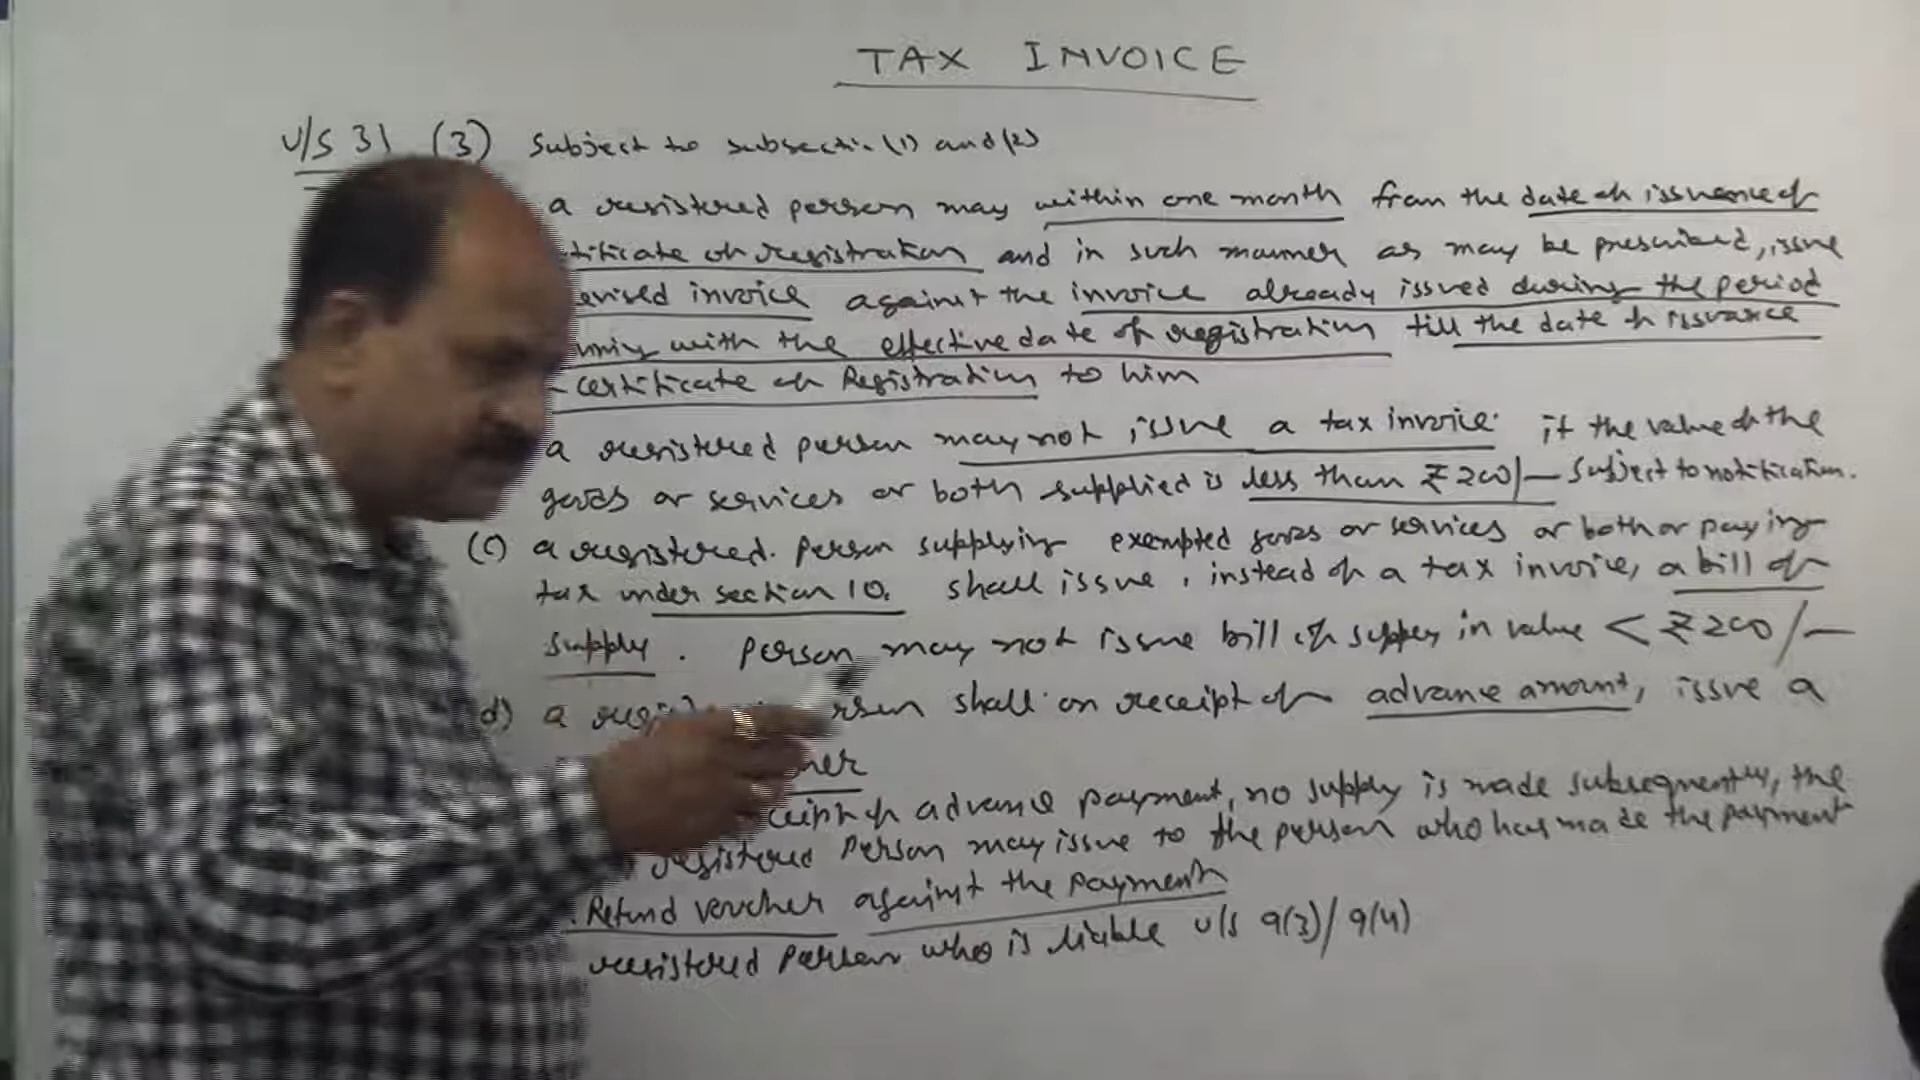 TAX INVOICE
U/S 31 (3) Subject to subsection (1) and (2)
a registered person may within one month from the date of issuance of
tificate of registration and in such manner as may be prescribed, issue
evised invoice against the invoice already issued during the period
nning with the effective date of registration till the date of issuance
certificate of Registration to him
a registered person may not issue a tax invoice if the value of the
goods or services or both supplied is less than ₹200/- subject to notification.
(c) a registered person supplying exempted goods or services or both or paying
tax under section 10. shall issue, instead of a tax invoice, a bill of
supply. Person may not issue bill of supply in value < ₹200/-
d) a regist rson shall on receipt of advance amount, issue a
her
ceipt of advance payment, no supply is made subsequently, the
registered person may issue to the person who has made the payment
Refund voucher against the payment
registered person who is liable u/s 9(3)/9(4)